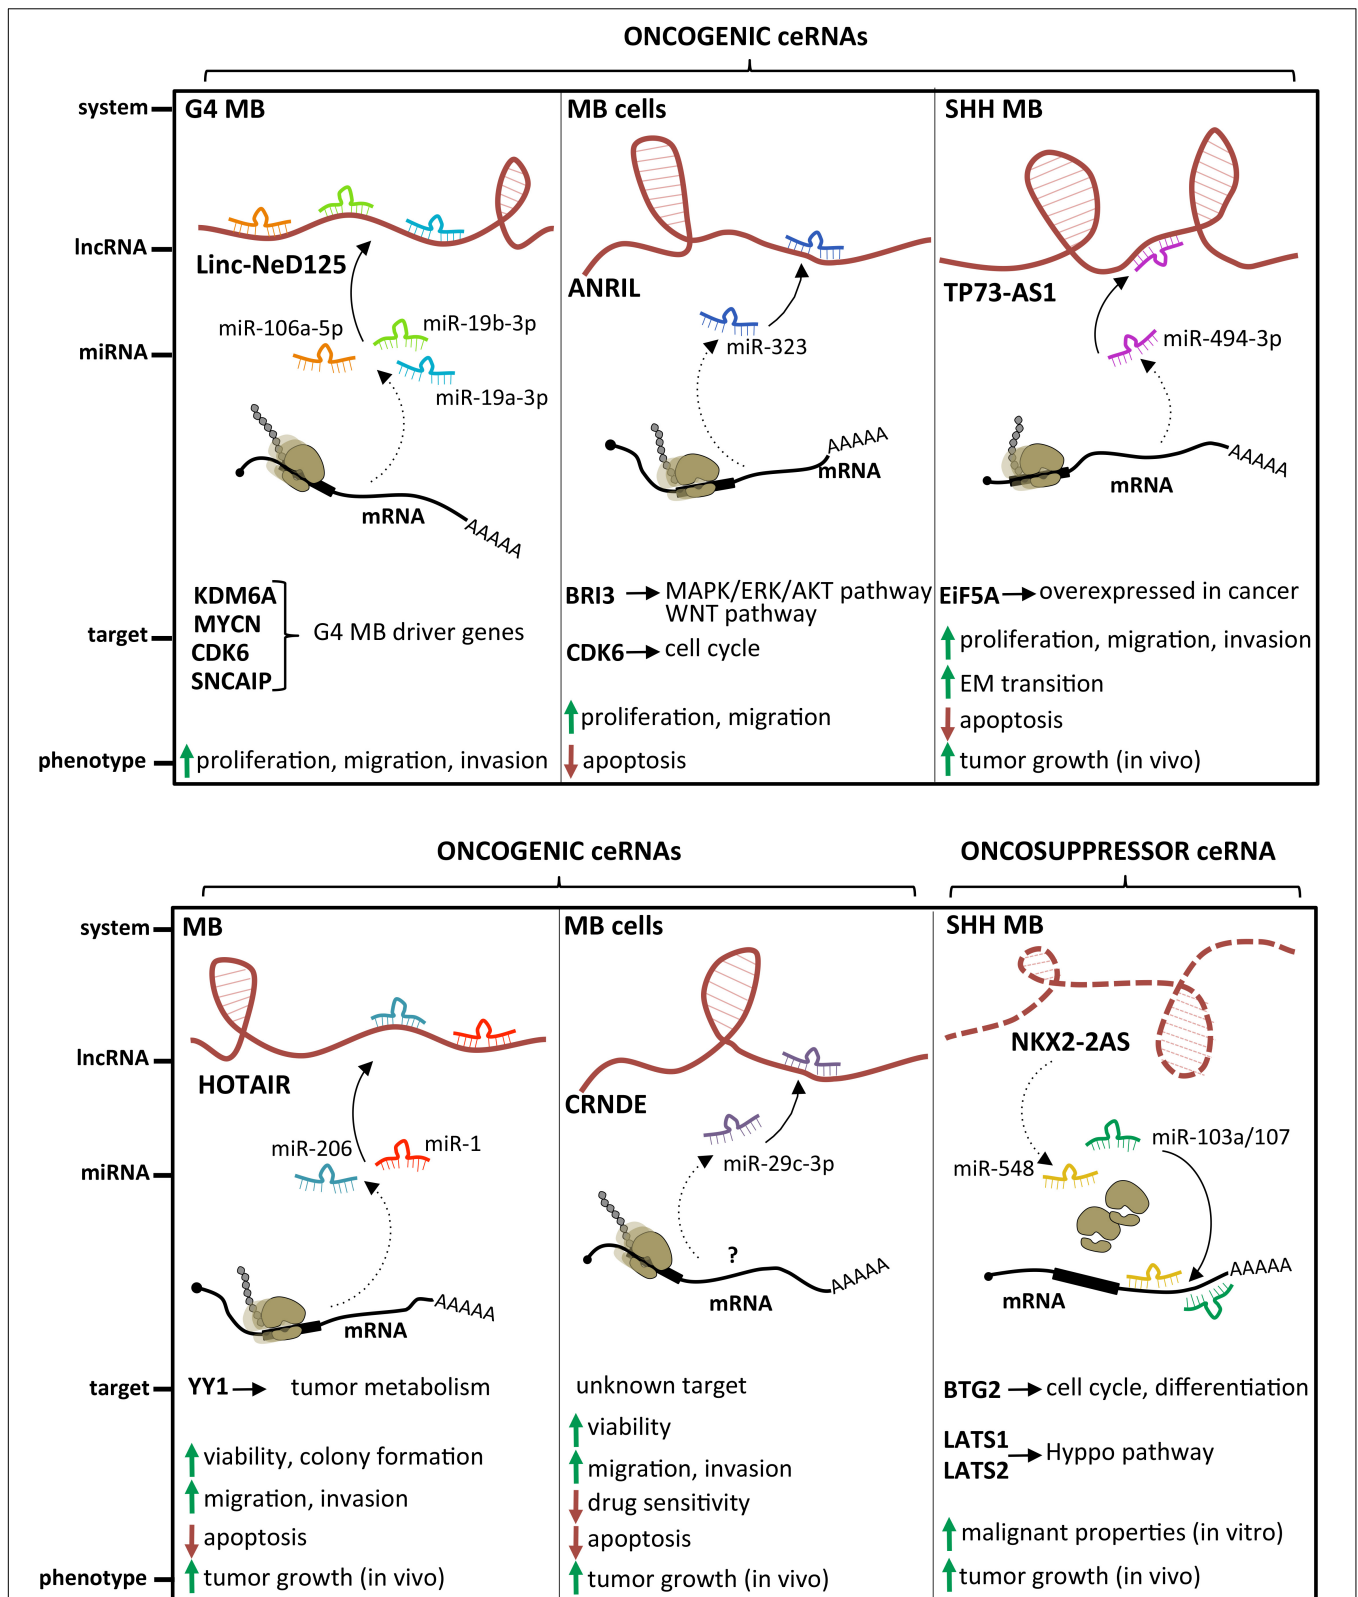 ONCOGENIC ceRNAs
system
G4 MB
MB cells
SHH MB
lncRNA
Linc-NeD125
ANRIL
TP73-AS1
miRNA
miR-106a-5p
miR-19b-3p
miR-19a-3p
miR-323
miR-494-3p
mRNA
AAAAA
AAAAA
mRNA
mRNA
AAAAA
target
KDM6A
MYCN
CDK6
SNCAIP
G4 MB driver genes
BRI3
MAPK/ERK/AKT pathway
WNT pathway
CDK6
cell cycle
EiF5A
overexpressed in cancer
proliferation, migration, invasion
EM transition
apoptosis
tumor growth (in vivo)
phenotype
proliferation, migration, invasion
proliferation, migration
apoptosis
ONCOGENIC ceRNAs
ONCOSUPPRESSOR ceRNA
system
MB
MB cells
SHH MB
lncRNA
HOTAIR
CRNDE
NKX2-2AS
miRNA
miR-206
miR-1
miR-29c-3p
miR-548
miR-103a/107
mRNA
AAAAA
?
mRNA
AAAAA
mRNA
AAAAA
target
YY1
tumor metabolism
unknown target
BTG2
cell cycle, differentiation
LATS1
LATS2
Hyppo pathway
phenotype
viability, colony formation
migration, invasion
apoptosis
tumor growth (in vivo)
viability
migration, invasion
drug sensitivity
apoptosis
tumor growth (in vivo)
malignant properties (in vitro)
tumor growth (in vivo)